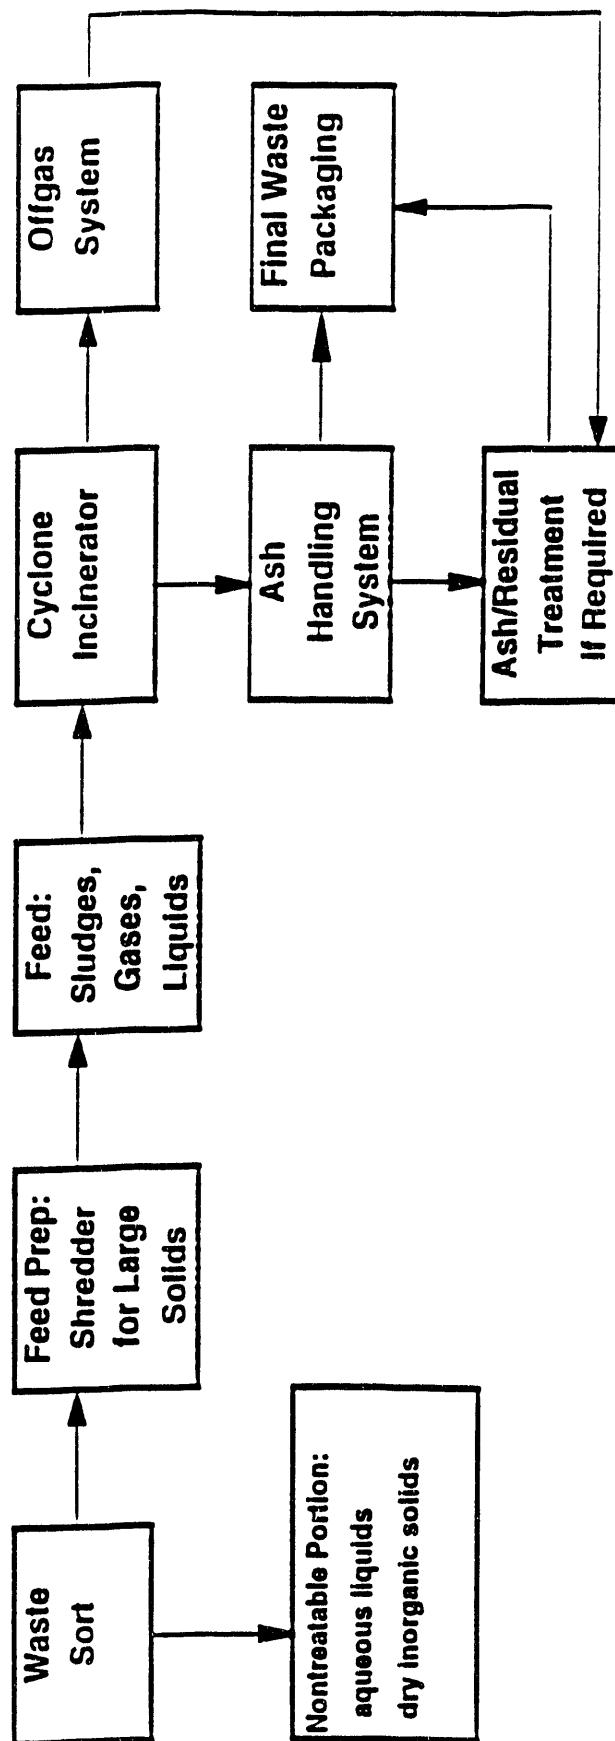 Waste
Sort
Nontreatable Portion:
aqueous liquids
dry inorganic solids
Feed Prep:
Shredder
for Large
Solids
Feed:
Sludges,
Gases,
Liquids
Cyclone
Incinerator
Offgas
System
Ash
Handling
System
Final Waste
Packaging
Ash/Residual
Treatment
If Required